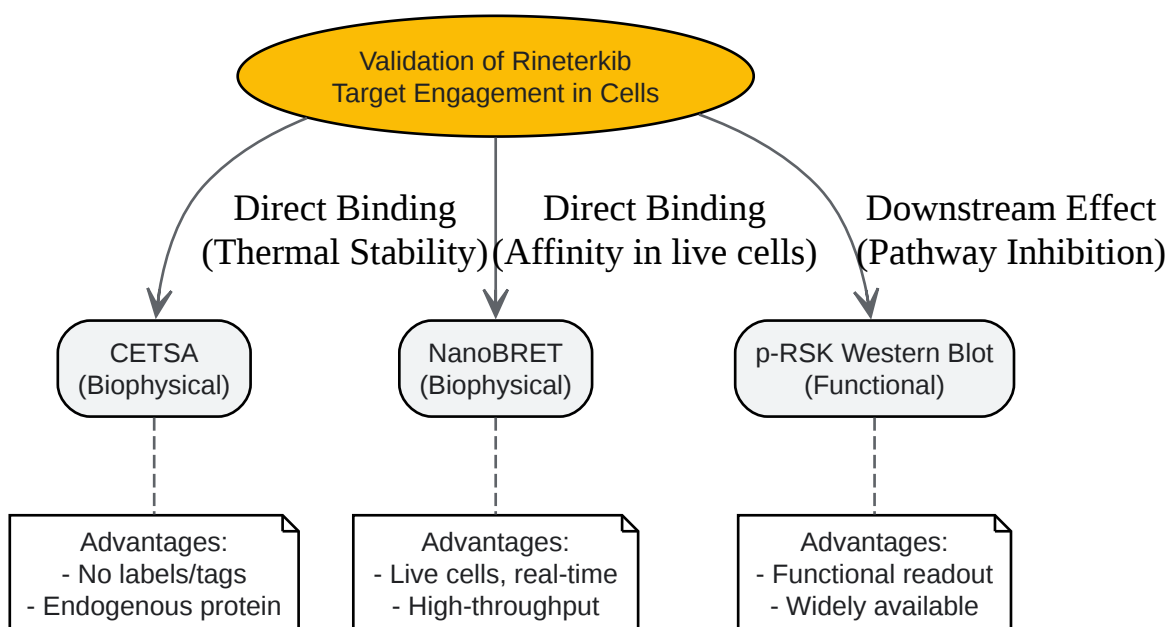 Validation of Rineterkib
Target Engagement in Cells
Direct Binding
(Thermal Stability)
Direct Binding
(Affinity in live cells)
Downstream Effect
(Pathway Inhibition)
CETSA
(Biophysical)
NanoBRET
(Biophysical)
p-RSK Western Blot
(Functional)
Advantages:
- No labels/tags
- Endogenous protein
Advantages:
- Live cells, real-time
- High-throughput
Advantages:
- Functional readout
- Widely available